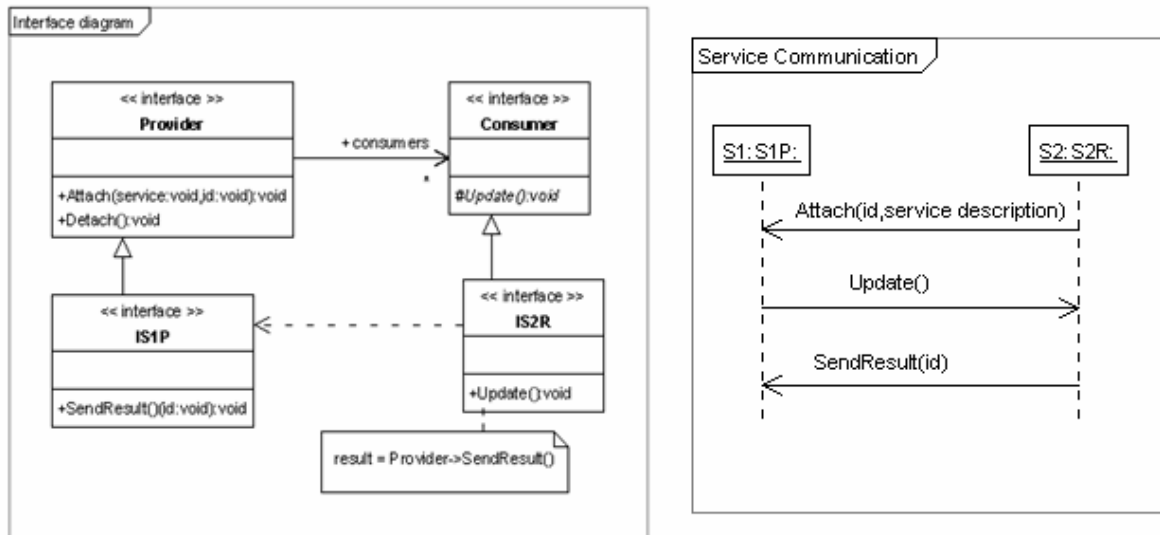 Interface diagram
<< interface >>
Provider
+Attach(service:void,id:void):void
+Detach():void
+ consumers
*
<< interface >>
Consumer
#Update():void
<< interface >>
IS1P
+SendResult()(id:void):void
<< interface >>
IS2R
+Update():void
result = Provider->SendResult()
Service Communication
S1:S1P:
S2:S2R:
Attach(id,service description)
Update()
SendResult(id)